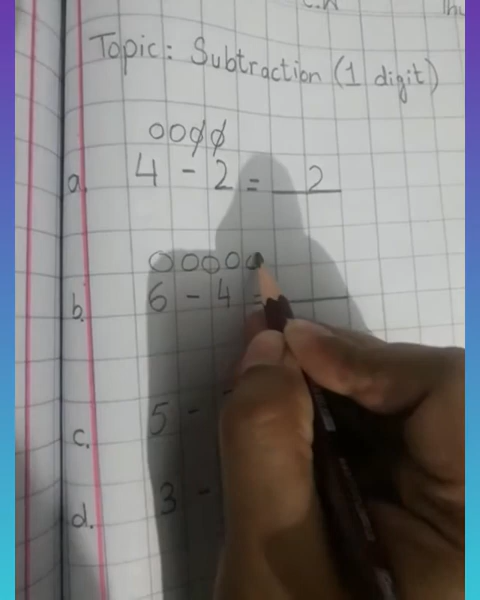 C.W
Topic: Subtraction (1 digit)
a. 4 - 2 = 2
b. 6 - 4 =
c. 5 -
d. 3 -